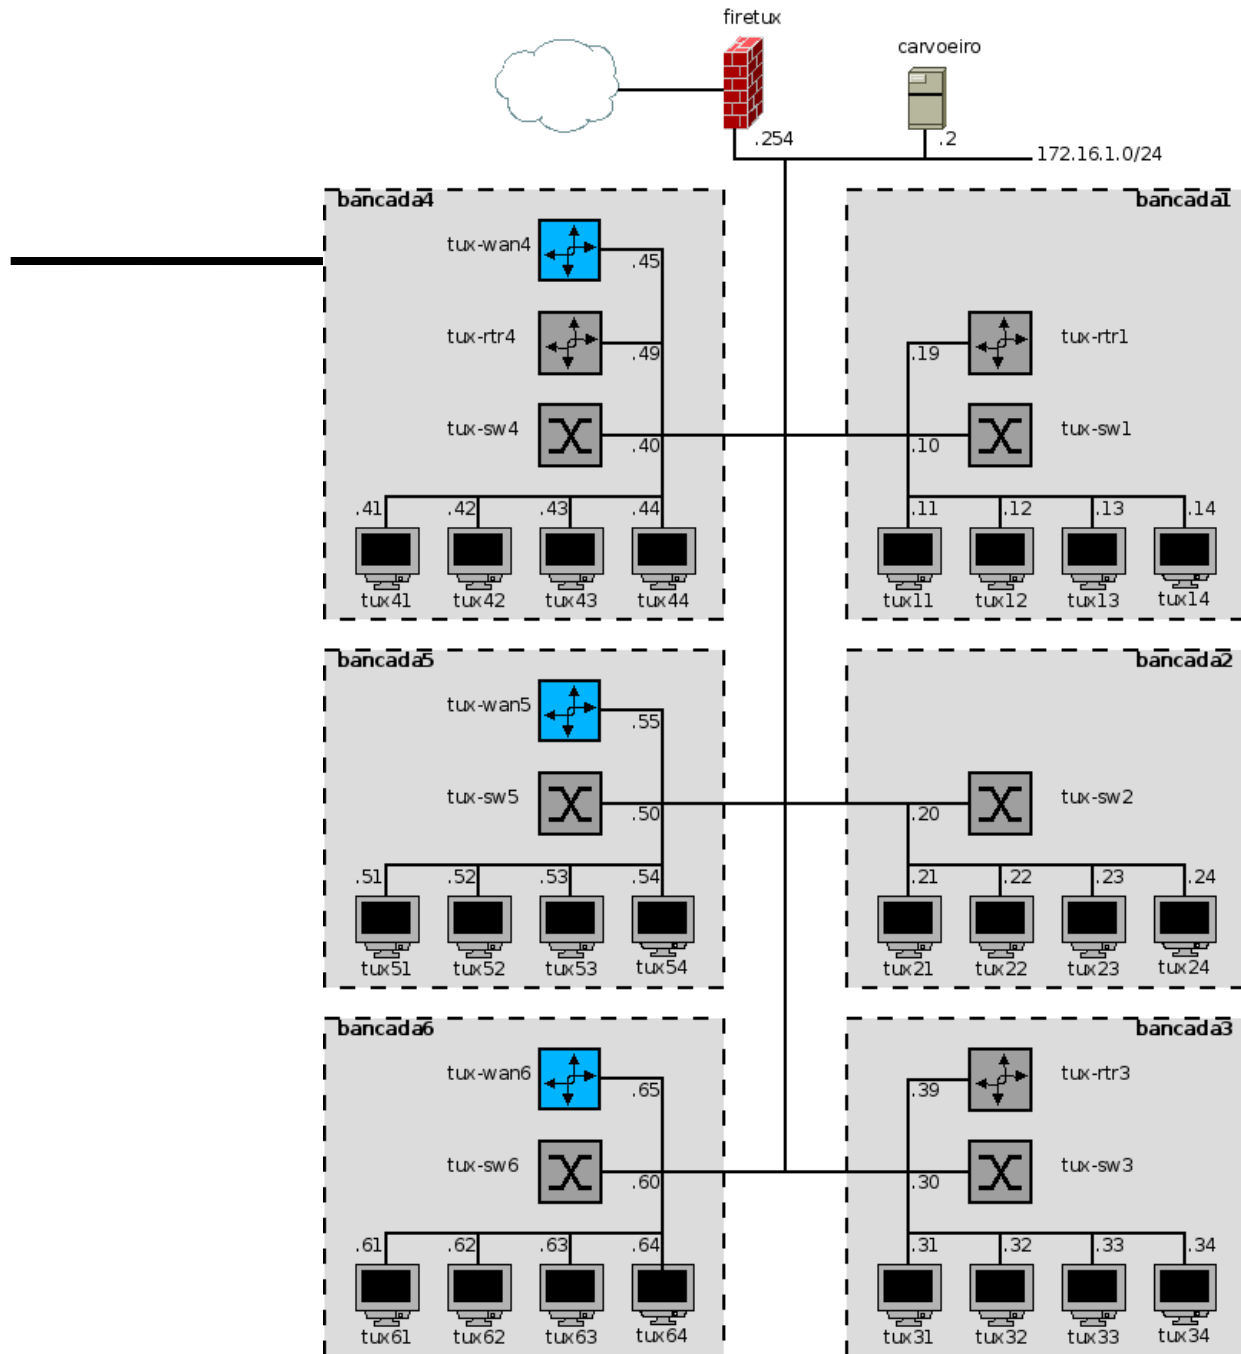 firetux
carvoeiro
.254
.2
172.16.1.0/24
bancada4
tux-wan4
.45
tux-rtr4
.49
tux-sw4
.40
.41 .42 .43 .44
tux41 tux42 tux43 tux44
bancada1
tux-rtr1
.19
tux-sw1
.10
.11 .12 .13 .14
tux11 tux12 tux13 tux14
bancada5
tux-wan5
.55
tux-sw5
.50
.51 .52 .53 .54
tux51 tux52 tux53 tux54
bancada2
tux-sw2
.20
.21 .22 .23 .24
tux21 tux22 tux23 tux24
bancada6
tux-wan6
.65
tux-sw6
.60
.61 .62 .63 .64
tux61 tux62 tux63 tux64
bancada3
tux-rtr3
.39
tux-sw3
.30
.31 .32 .33 .34
tux31 tux32 tux33 tux34